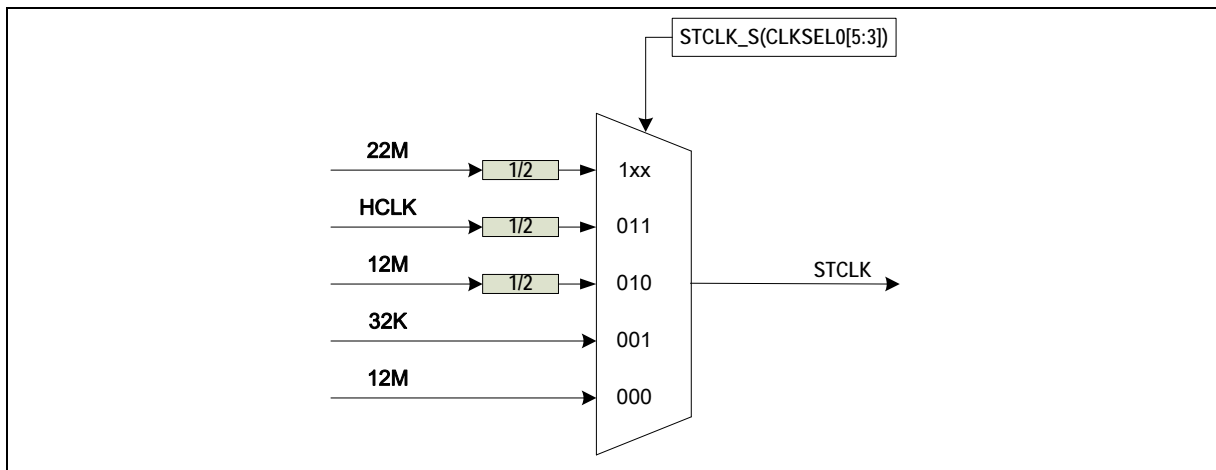 STCLK_S(CLKSEL0[5:3])
22M
1/2
1xx
HCLK
1/2
011
12M
1/2
010
STCLK
32K
001
12M
000